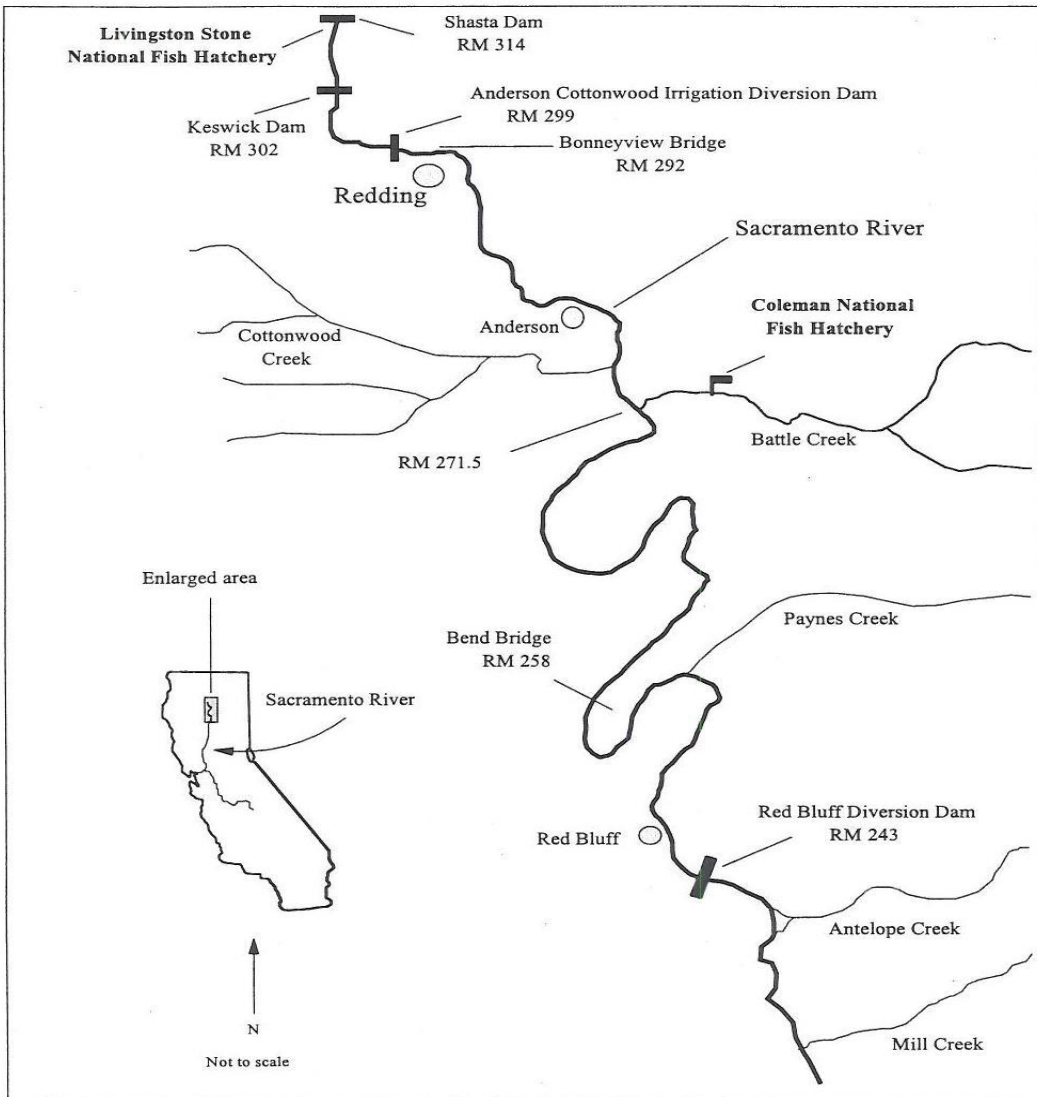 Livingston Stone
National Fish Hatchery
Shasta Dam
RM 314
Keswick Dam
RM 302
Anderson Cottonwood Irrigation Diversion Dam
RM 299
Bonneyview Bridge
RM 292
Redding
Sacramento River
Anderson
Cottonwood
Creek
Coleman National
Fish Hatchery
Battle Creek
RM 271.5
Enlarged area
Sacramento River
Paynes Creek
Bend Bridge
RM 258
Red Bluff
Red Bluff Diversion Dam
RM 243
Antelope Creek
Mill Creek
N
Not to scale